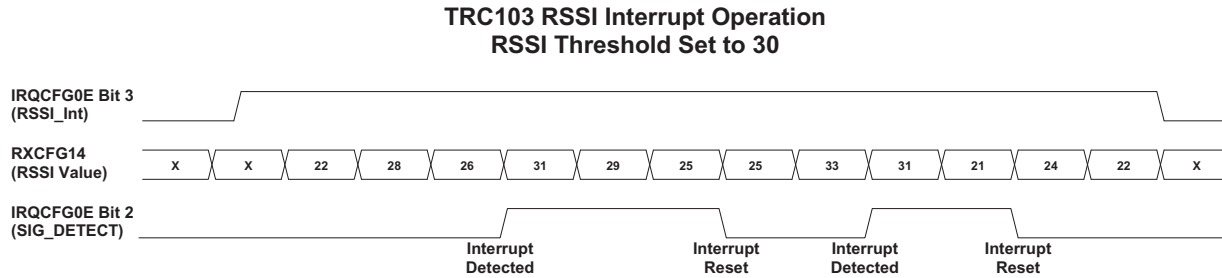 TRC103 RSSI Interrupt Operation
RSSI Threshold Set to 30
IRQCFG0E Bit 3
(RSSI_Int)
RXCFG14
(RSSI Value)
X X 22 28 26 31 29 25 25 33 31 21 24 22 X
IRQCFG0E Bit 2
(SIG_DETECT)
Interrupt Detected
Interrupt Reset
Interrupt Detected
Interrupt Reset